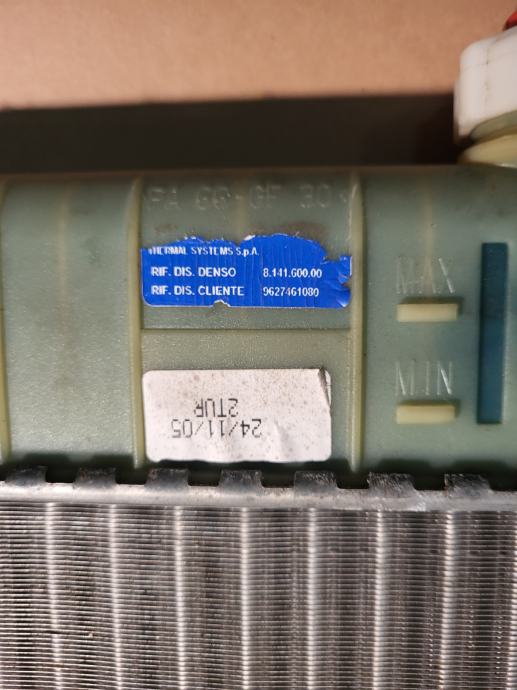 PA 66-GF 30
THERMAL SYSTEMS S.p.A.
RIF. DIS. DENSO 8.141.600.00
RIF. DIS. CLIENTE 9627461080
MAX
MIN
24/11/05
2TUR